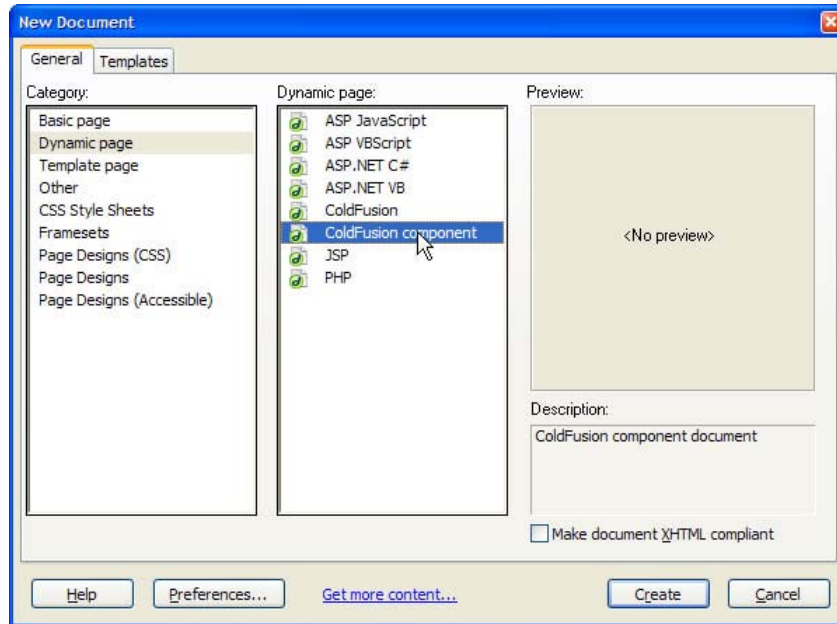 New Document
General
Templates
Category:
Basic page
Dynamic page
Template page
Other
CSS Style Sheets
Framesets
Page Designs (CSS)
Page Designs
Page Designs (Accessible)
Dynamic page:
ASP JavaScript
ASP VBScript
ASP.NET C#
ASP.NET VB
ColdFusion
ColdFusion component
JSP
PHP
Preview:
<No preview>
Description:
ColdFusion component document
Make document XHTML compliant
Help
Preferences...
Get more content...
Create
Cancel